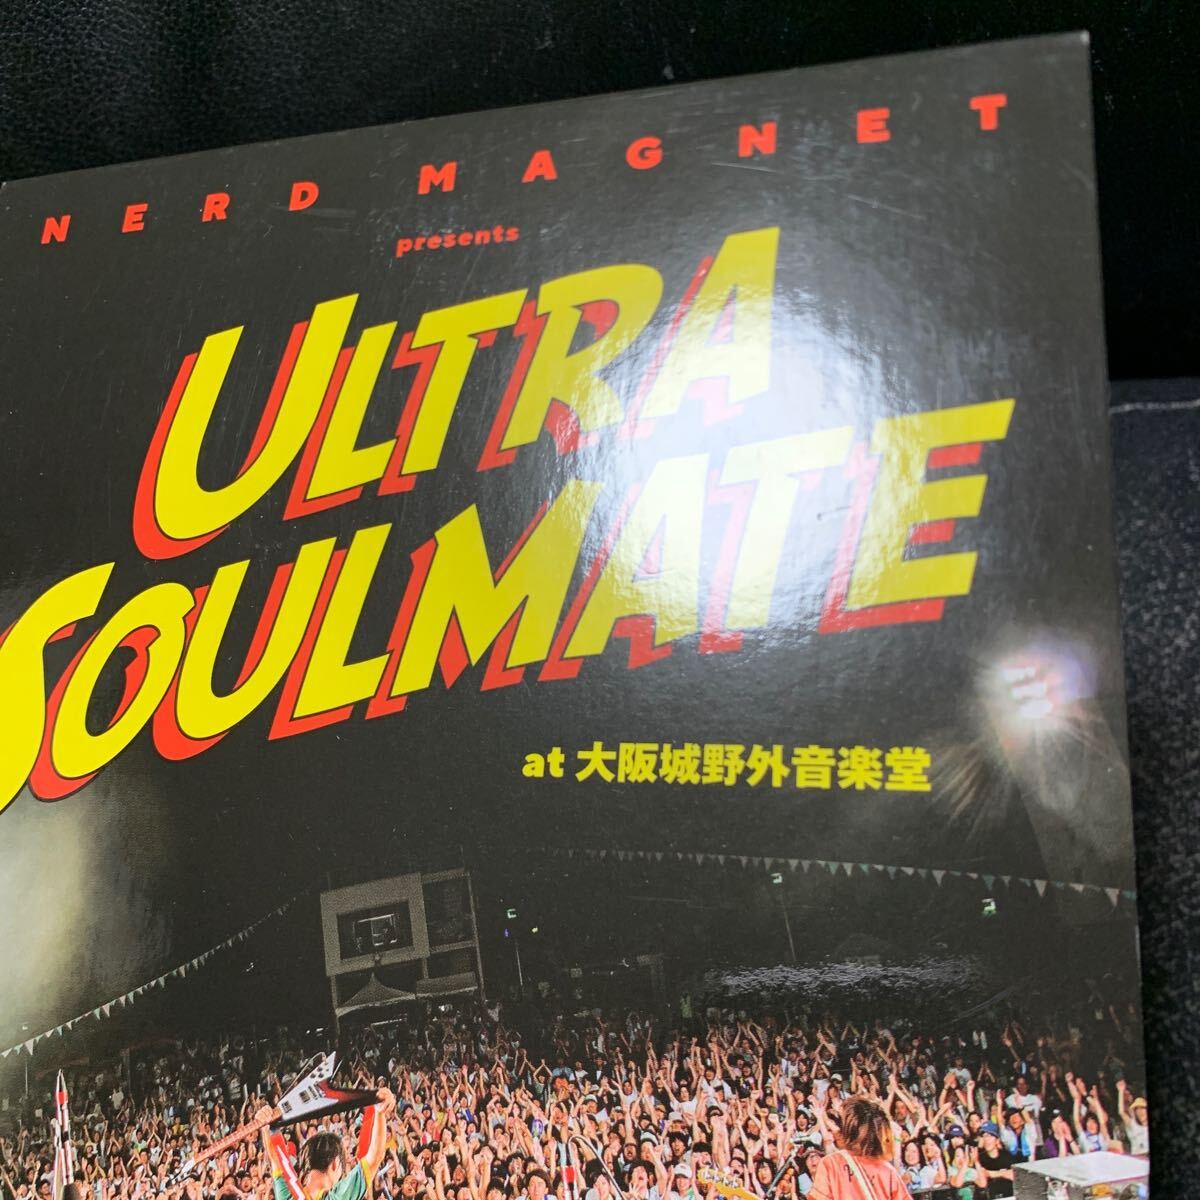 NERD MAGNET
presents
ULTRA
SOULMATE
at 大阪城野外音楽堂